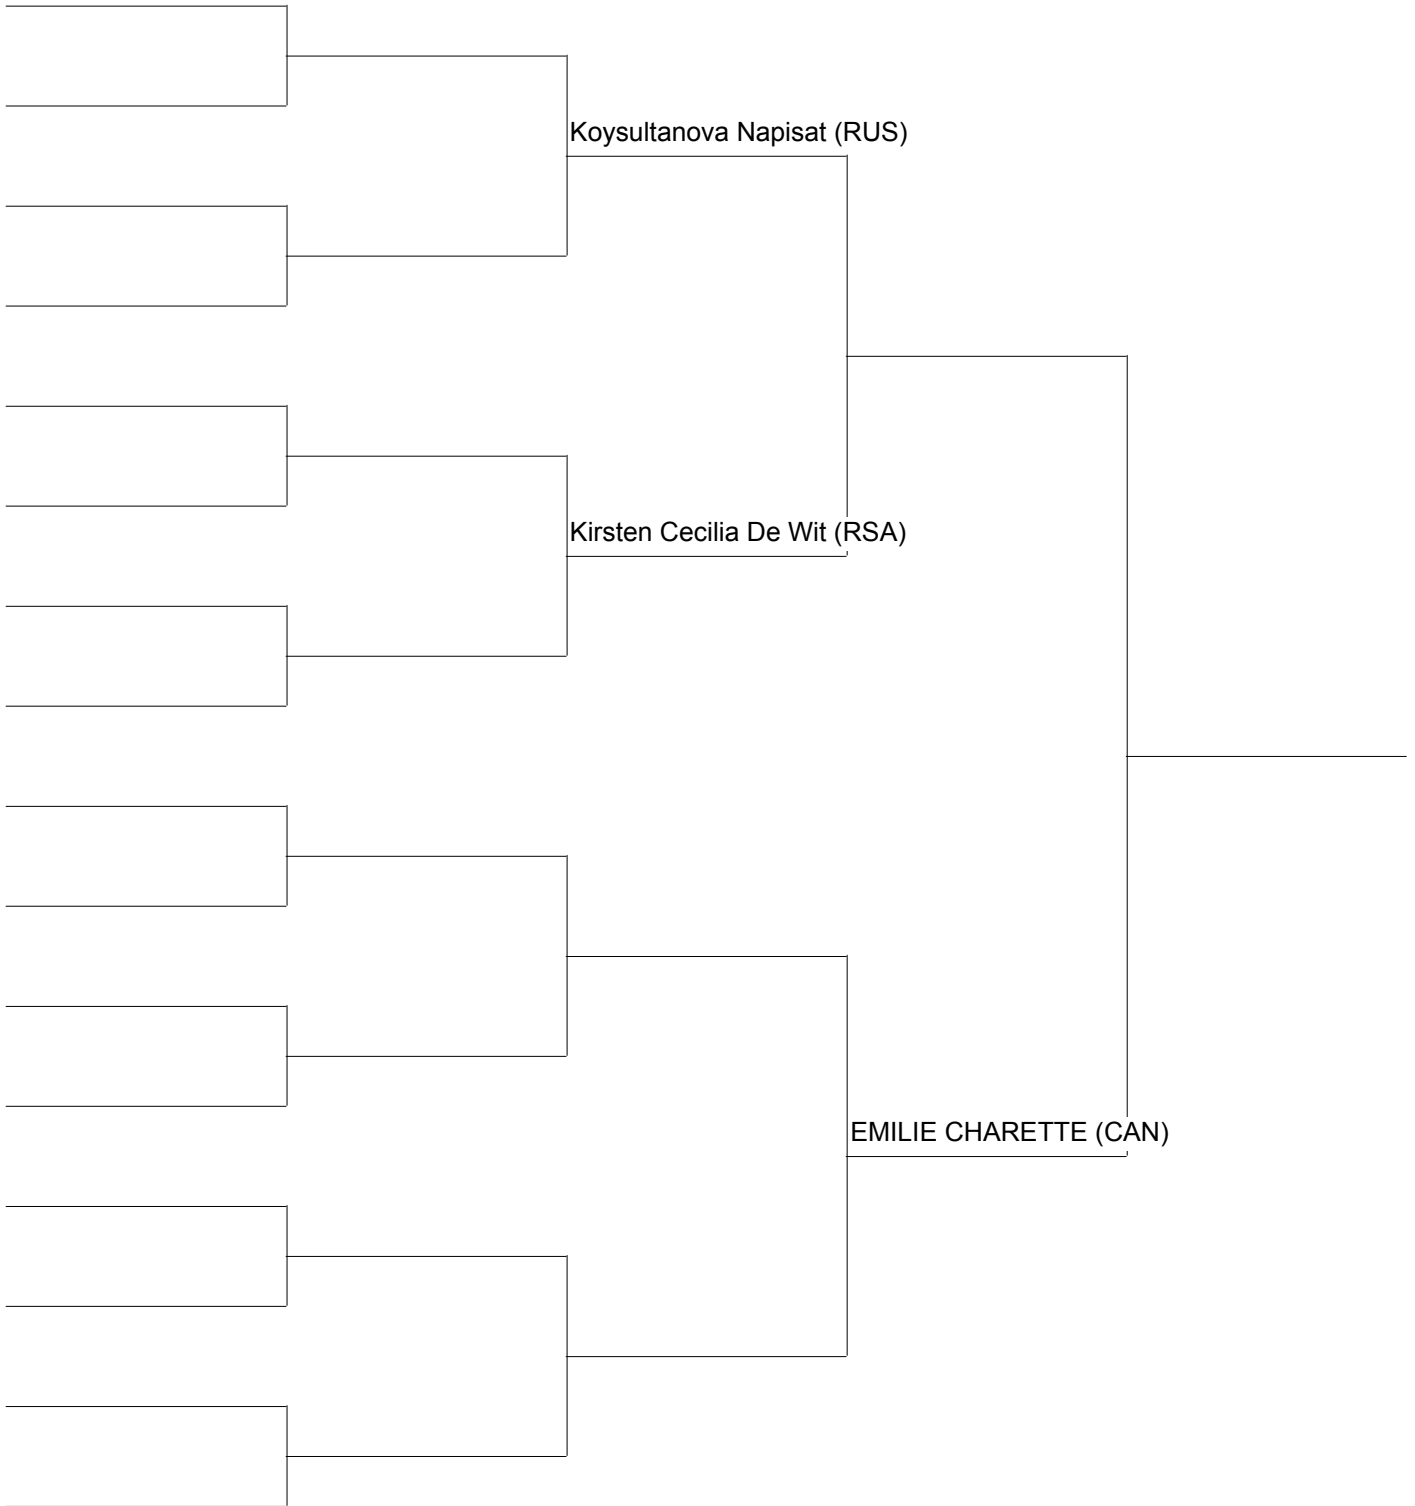 Koysultanova Napisat (RUS)
Kirsten Cecilia De Wit (RSA)
EMILIE CHARETTE (CAN)